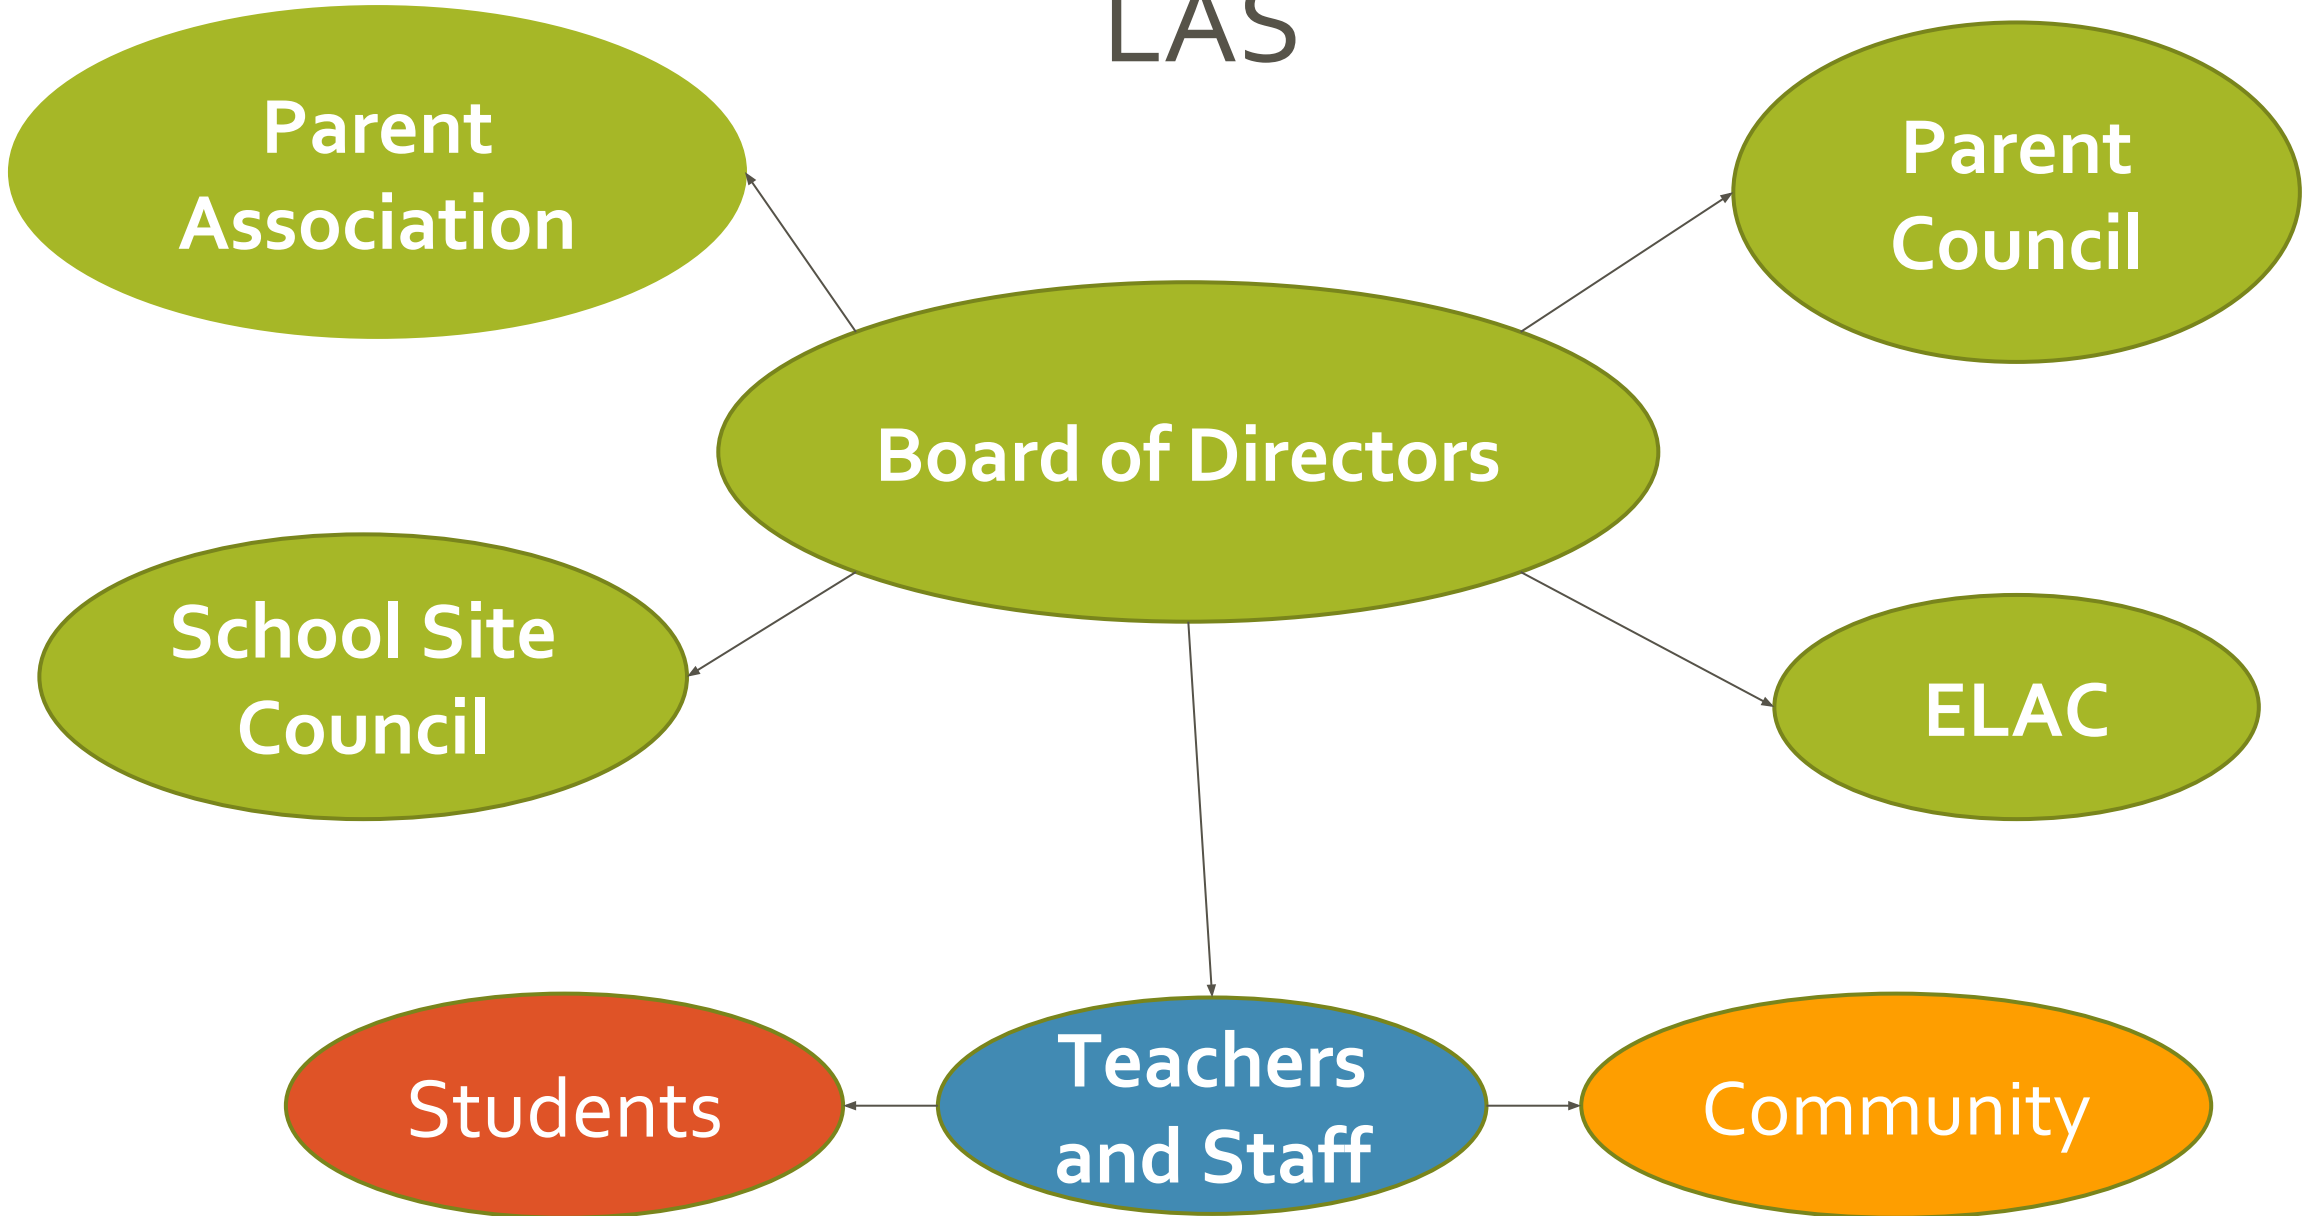 LAS
Parent
Association
Parent
Council
Board of Directors
School Site
Council
ELAC
Students
Teachers
and Staff
Community